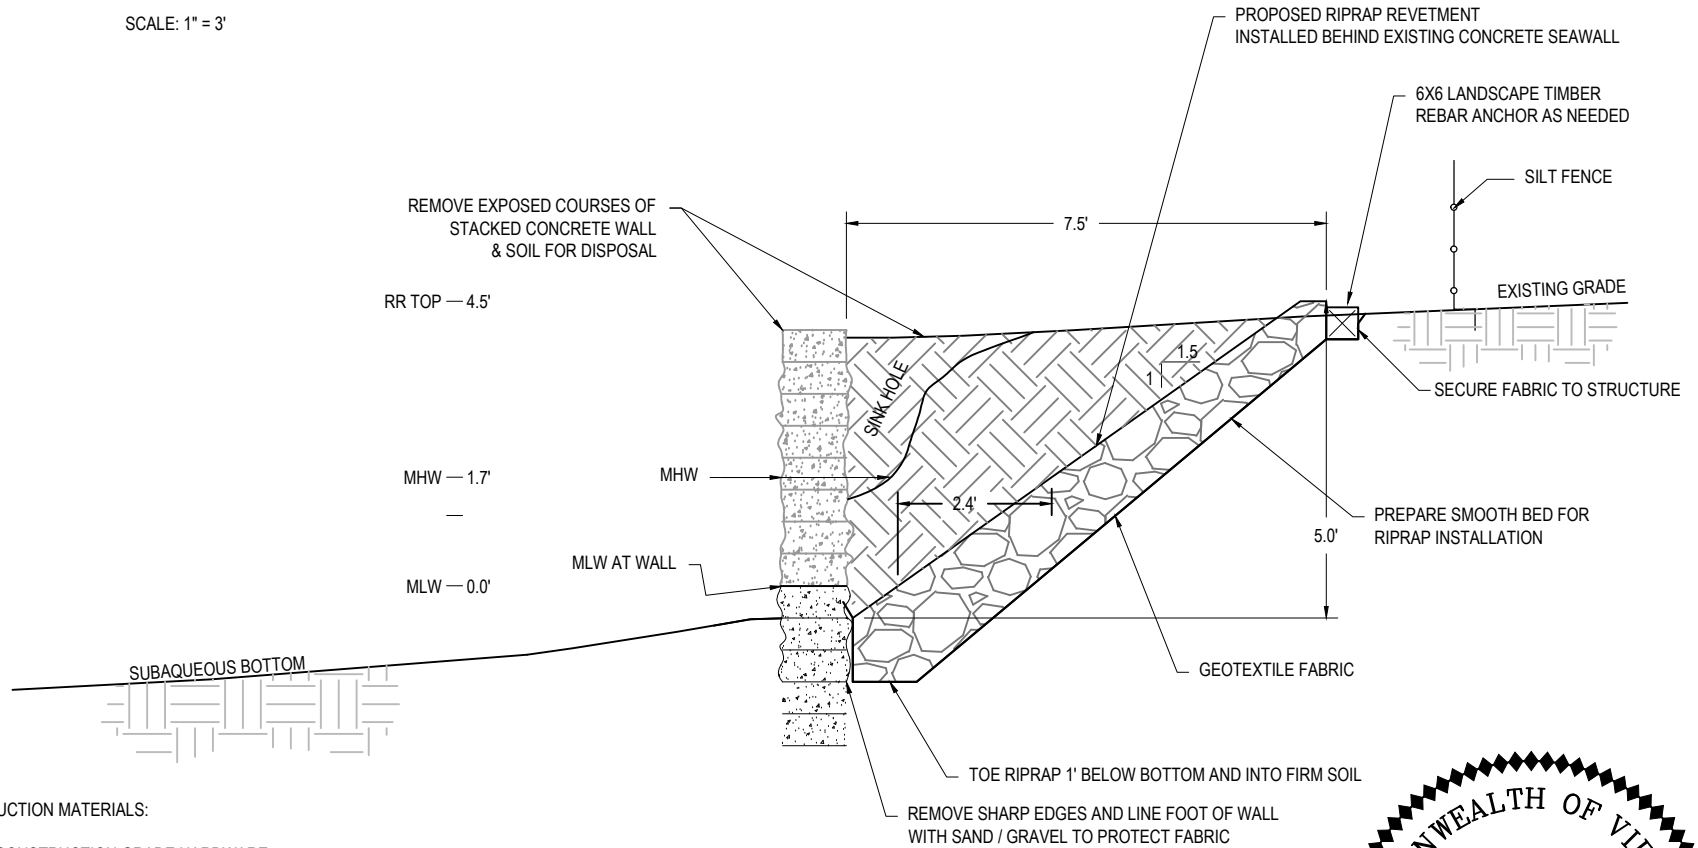 SCALE: 1" = 3'
PROPOSED RIPRAP REVETMENT
INSTALLED BEHIND EXISTING CONCRETE SEAWALL
6X6 LANDSCAPE TIMBER
REBAR ANCHOR AS NEEDED
SILT FENCE
REMOVE EXPOSED COURSES OF
STACKED CONCRETE WALL
& SOIL FOR DISPOSAL
7.5'
RR TOP — 4.5'
EXISTING GRADE
1.5
1
SINK HOLE
SECURE FABRIC TO STRUCTURE
MHW — 1.7'
MHW
2.4'
PREPARE SMOOTH BED FOR
RIPRAP INSTALLATION
5.0'
MLW AT WALL
MLW — 0.0'
SUBAQUEOUS BOTTOM
GEOTEXTILE FABRIC
TOE RIPRAP 1' BELOW BOTTOM AND INTO FIRM SOIL
REMOVE SHARP EDGES AND LINE FOOT OF WALL
WITH SAND / GRAVEL TO PROTECT FABRIC
UCTION MATERIALS:
NWEALTH OF VI